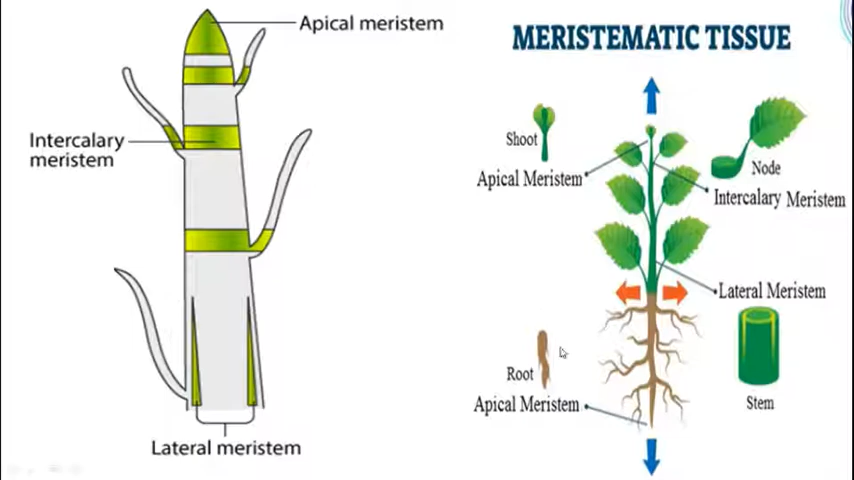 Apical meristem
Intercalary
meristem
Lateral meristem
MERISTEMATIC TISSUE
Shoot
Apical Meristem
Node
Intercalary Meristem
Lateral Meristem
Root
Apical Meristem
Stem